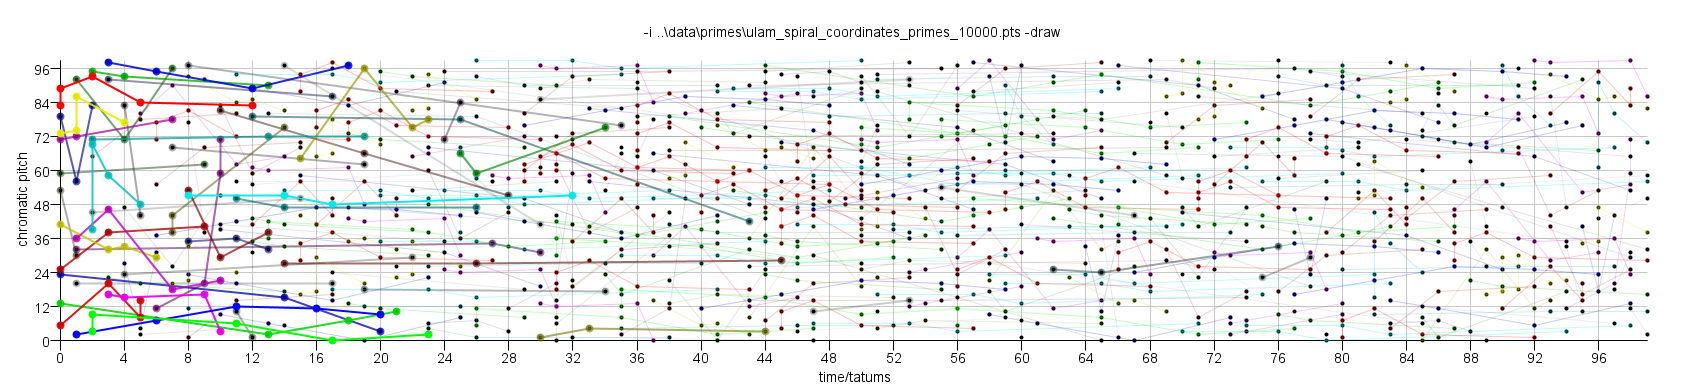 -i ..\data\primes\ulam_spiral_coordinates_primes_10000.pts -draw
96
84
72
60
48
36
24
12
0
chromatic pitch
0 4 8 12 16 20 24 28 32 36 40 44 48 52 56 60 64 68 72 76 80 84 88 92 96
time/tatums